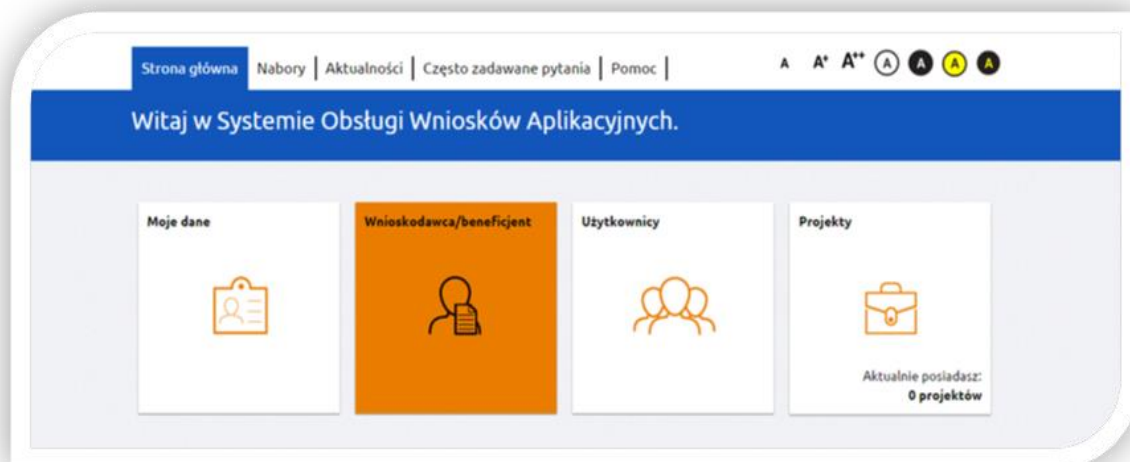 Strona główna Nabory Aktualności Często zadawane pytania Pomoc A A+ A++ A A A A
Witaj w Systemie Obsługi Wniosków Aplikacyjnych.
Moje dane Wnioskodawca/beneficjent Użytkownicy Projekty
Aktualnie posiadasz:
0 projektów